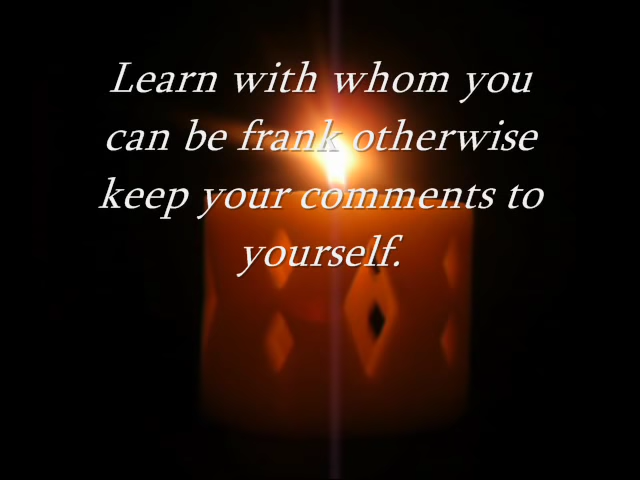 Learn with whom you
can be frank otherwise
keep your comments to
yourself.